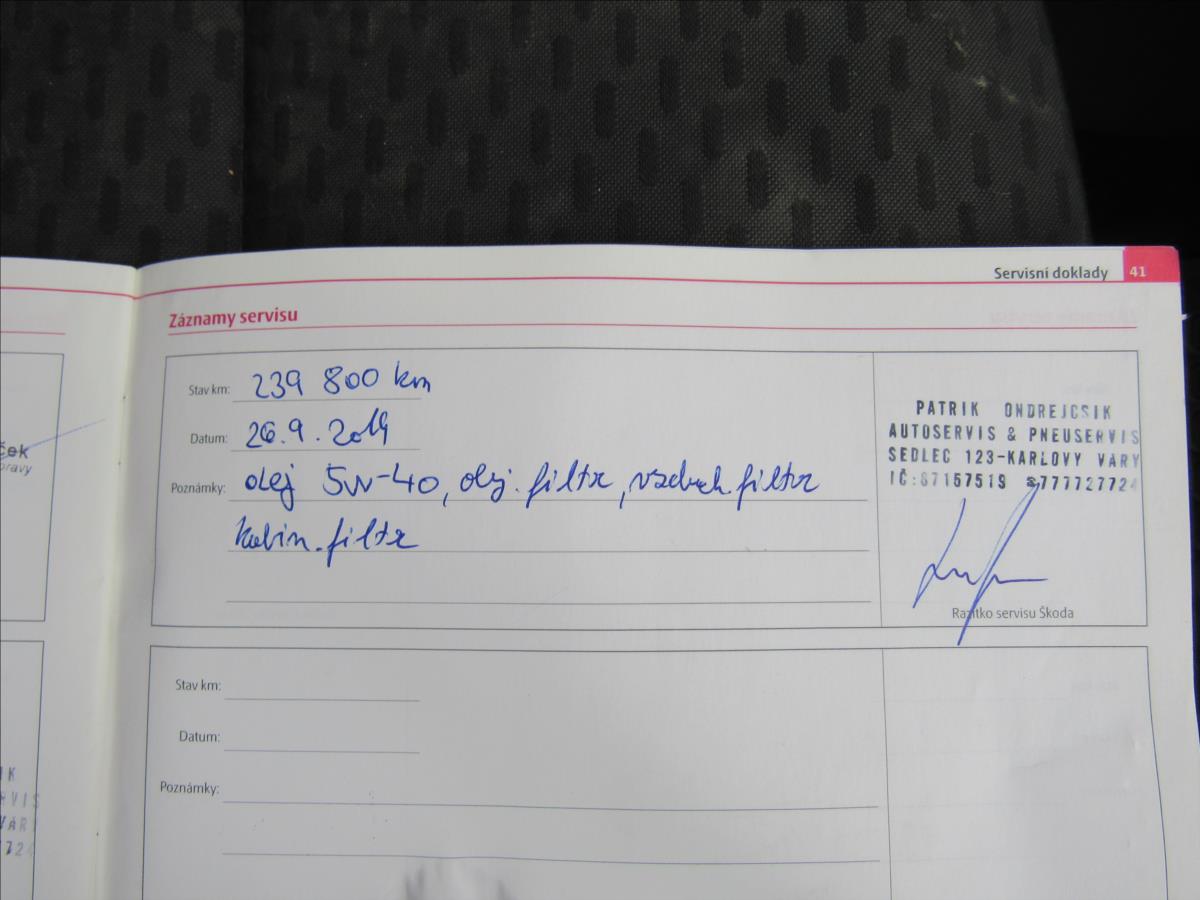 Servisní doklady 41
Záznamy servisu
Stav km: 239 800 km
Datum: 26.9.2019
Poznámky: olej 5W-40, olej. filtr, vzduch. filtr
kabin. filtr
PATRIK ONDREJCSIK
AUTOSERVIS & PNEUSERVIS
SEDLEC 123-KARLOVY VARY
IČ:87157519 777727724
Razítko servisu Škoda
Stav km:
Datum:
Poznámky: